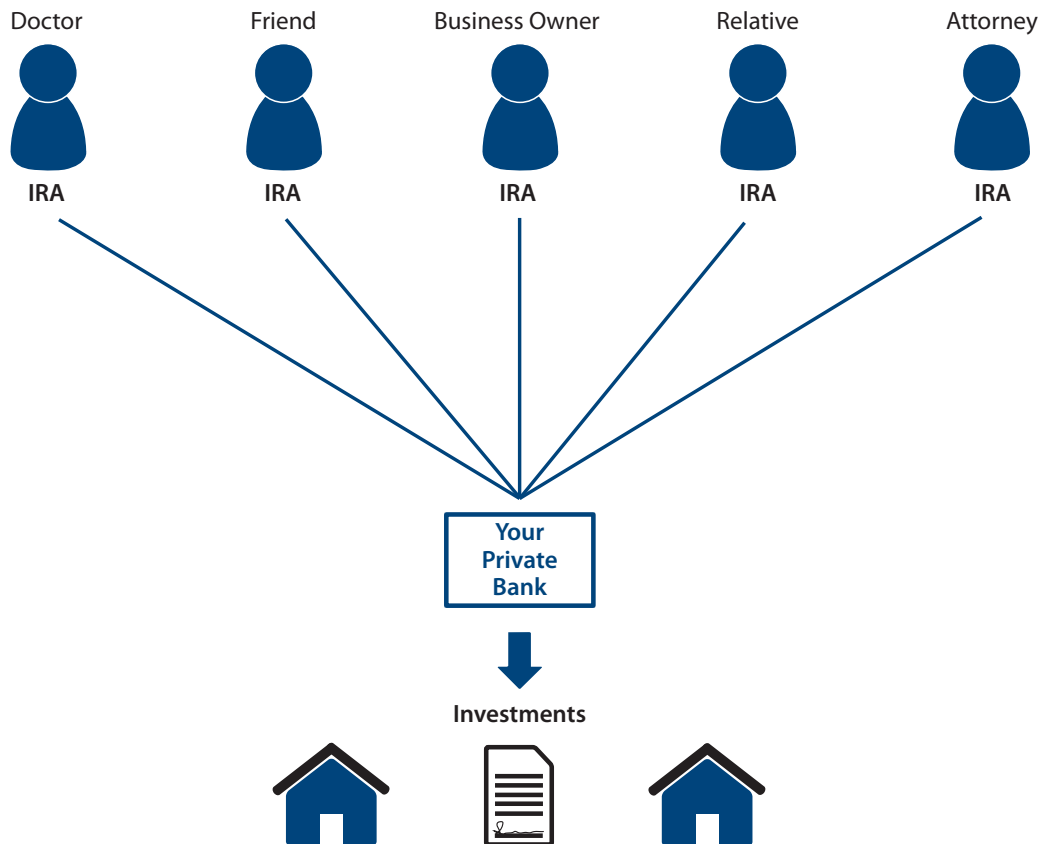 Doctor
Friend
Business Owner
Relative
Attorney
IRA
IRA
IRA
IRA
IRA
Your
Private
Bank
Investments